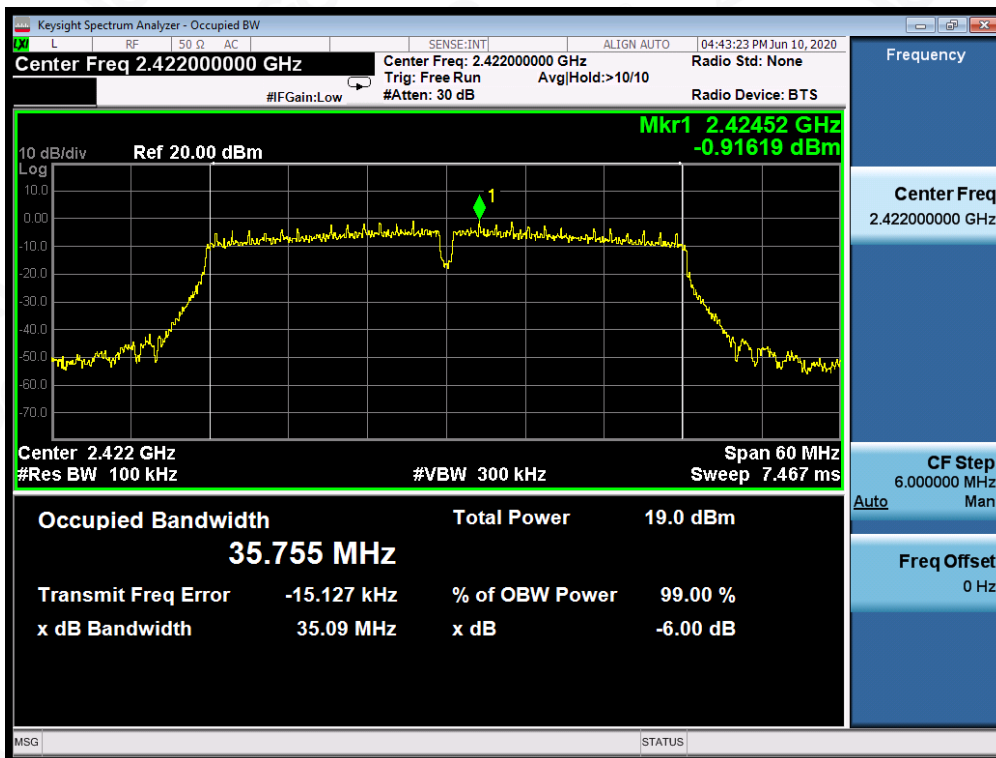 Keysight Spectrum Analyzer - Occupied BW
LXI L RF 50 Ω AC SENSE:INT ALIGN AUTO 04:43:23 PM Jun 10, 2020
Center Freq 2.422000000 GHz
Center Freq: 2.422000000 GHz
Radio Std: None
Trig: Free Run Avg|Hold:>10/10
#IFGain:Low
#Atten: 30 dB
Radio Device: BTS
Mkr1 2.42452 GHz
-0.91619 dBm
10 dB/div Ref 20.00 dBm
Log
10.0
0.00
-10.0
-20.0
-30.0
-40.0
-50.0
-60.0
-70.0
1
Center 2.422 GHz
Span 60 MHz
#Res BW 100 kHz
#VBW 300 kHz
Sweep 7.467 ms
Occupied Bandwidth
Total Power 19.0 dBm
35.755 MHz
Transmit Freq Error -15.127 kHz
% of OBW Power 99.00 %
x dB Bandwidth 35.09 MHz
x dB -6.00 dB
Frequency
Center Freq
2.422000000 GHz
CF Step
6.000000 MHz
Auto Man
Freq Offset
0 Hz
MSG
STATUS